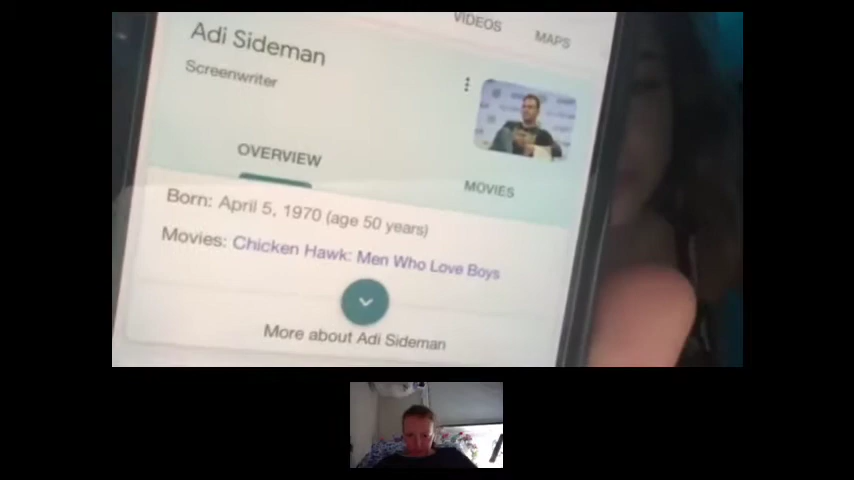 VIDEOS
MAPS
Adi Sideman
Screenwriter
OVERVIEW
MOVIES
Born: April 5, 1970 (age 50 years)
Movies: Chicken Hawk: Men Who Love Boys
More about Adi Sideman